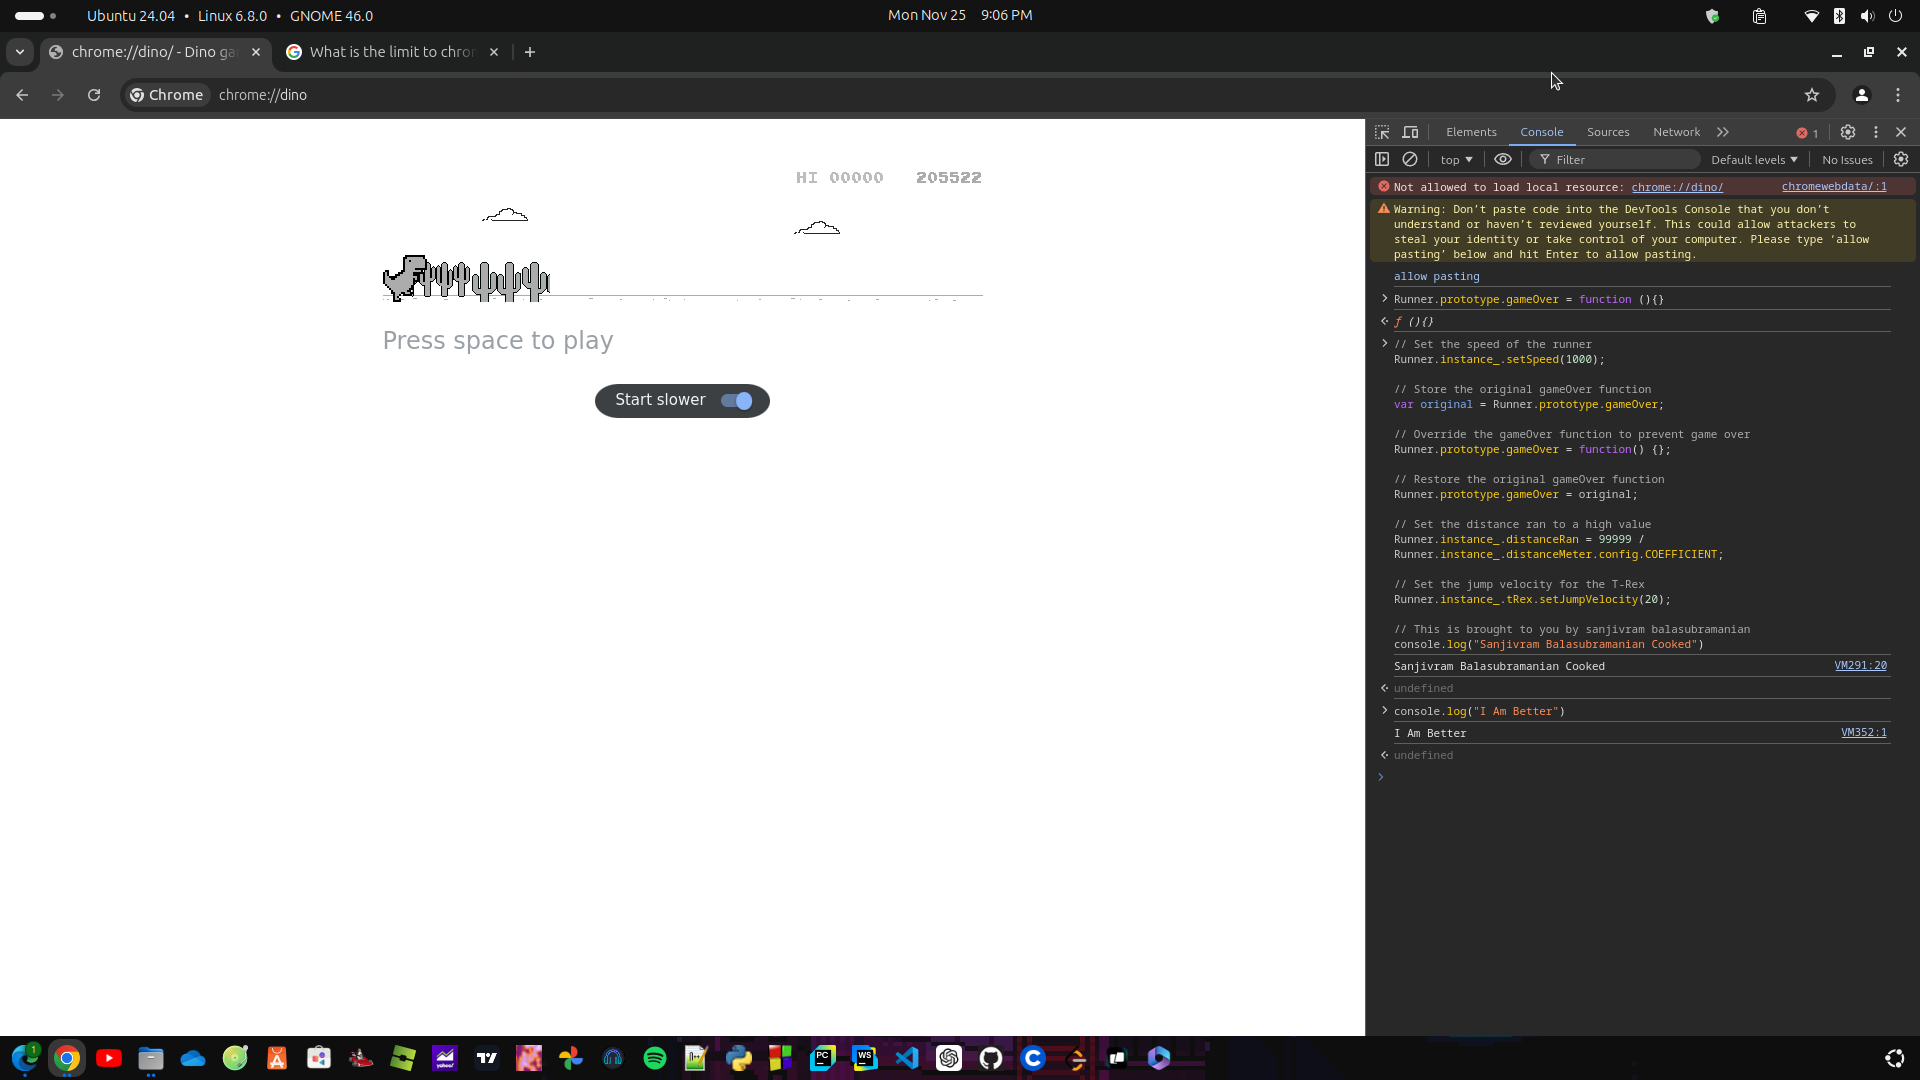 Ubuntu 24.04 • Linux 6.8.0 • GNOME 46.0
Mon Nov 25 9:06 PM
chrome://dino/ - Dino ga
What is the limit to chro
Chrome
chrome://dino
HI 00000 205522
Press space to play
Start slower
Elements Console Sources Network 1
top Filter Default levels No Issues
Not allowed to load local resource: chrome://dino/ chromewebdata/:1
Warning: Don’t paste code into the DevTools Console that you don’t
understand or haven’t reviewed yourself. This could allow attackers to
steal your identity or take control of your computer. Please type ‘allow
pasting’ below and hit Enter to allow pasting.
allow pasting
Runner.prototype.gameOver = function (){}
ƒ (){}
// Set the speed of the runner
Runner.instance_.setSpeed(1000);
// Store the original gameOver function
var original = Runner.prototype.gameOver;
// Override the gameOver function to prevent game over
Runner.prototype.gameOver = function() {};
// Restore the original gameOver function
Runner.prototype.gameOver = original;
// Set the distance ran to a high value
Runner.instance_.distanceRan = 99999 /
Runner.instance_.distanceMeter.config.COEFFICIENT;
// Set the jump velocity for the T-Rex
Runner.instance_.tRex.setJumpVelocity(20);
// This is brought to you by sanjivram balasubramanian
console.log("Sanjivram Balasubramanian Cooked")
Sanjivram Balasubramanian Cooked VM291:20
undefined
console.log("I Am Better")
I Am Better VM352:1
undefined
1
PC
WS